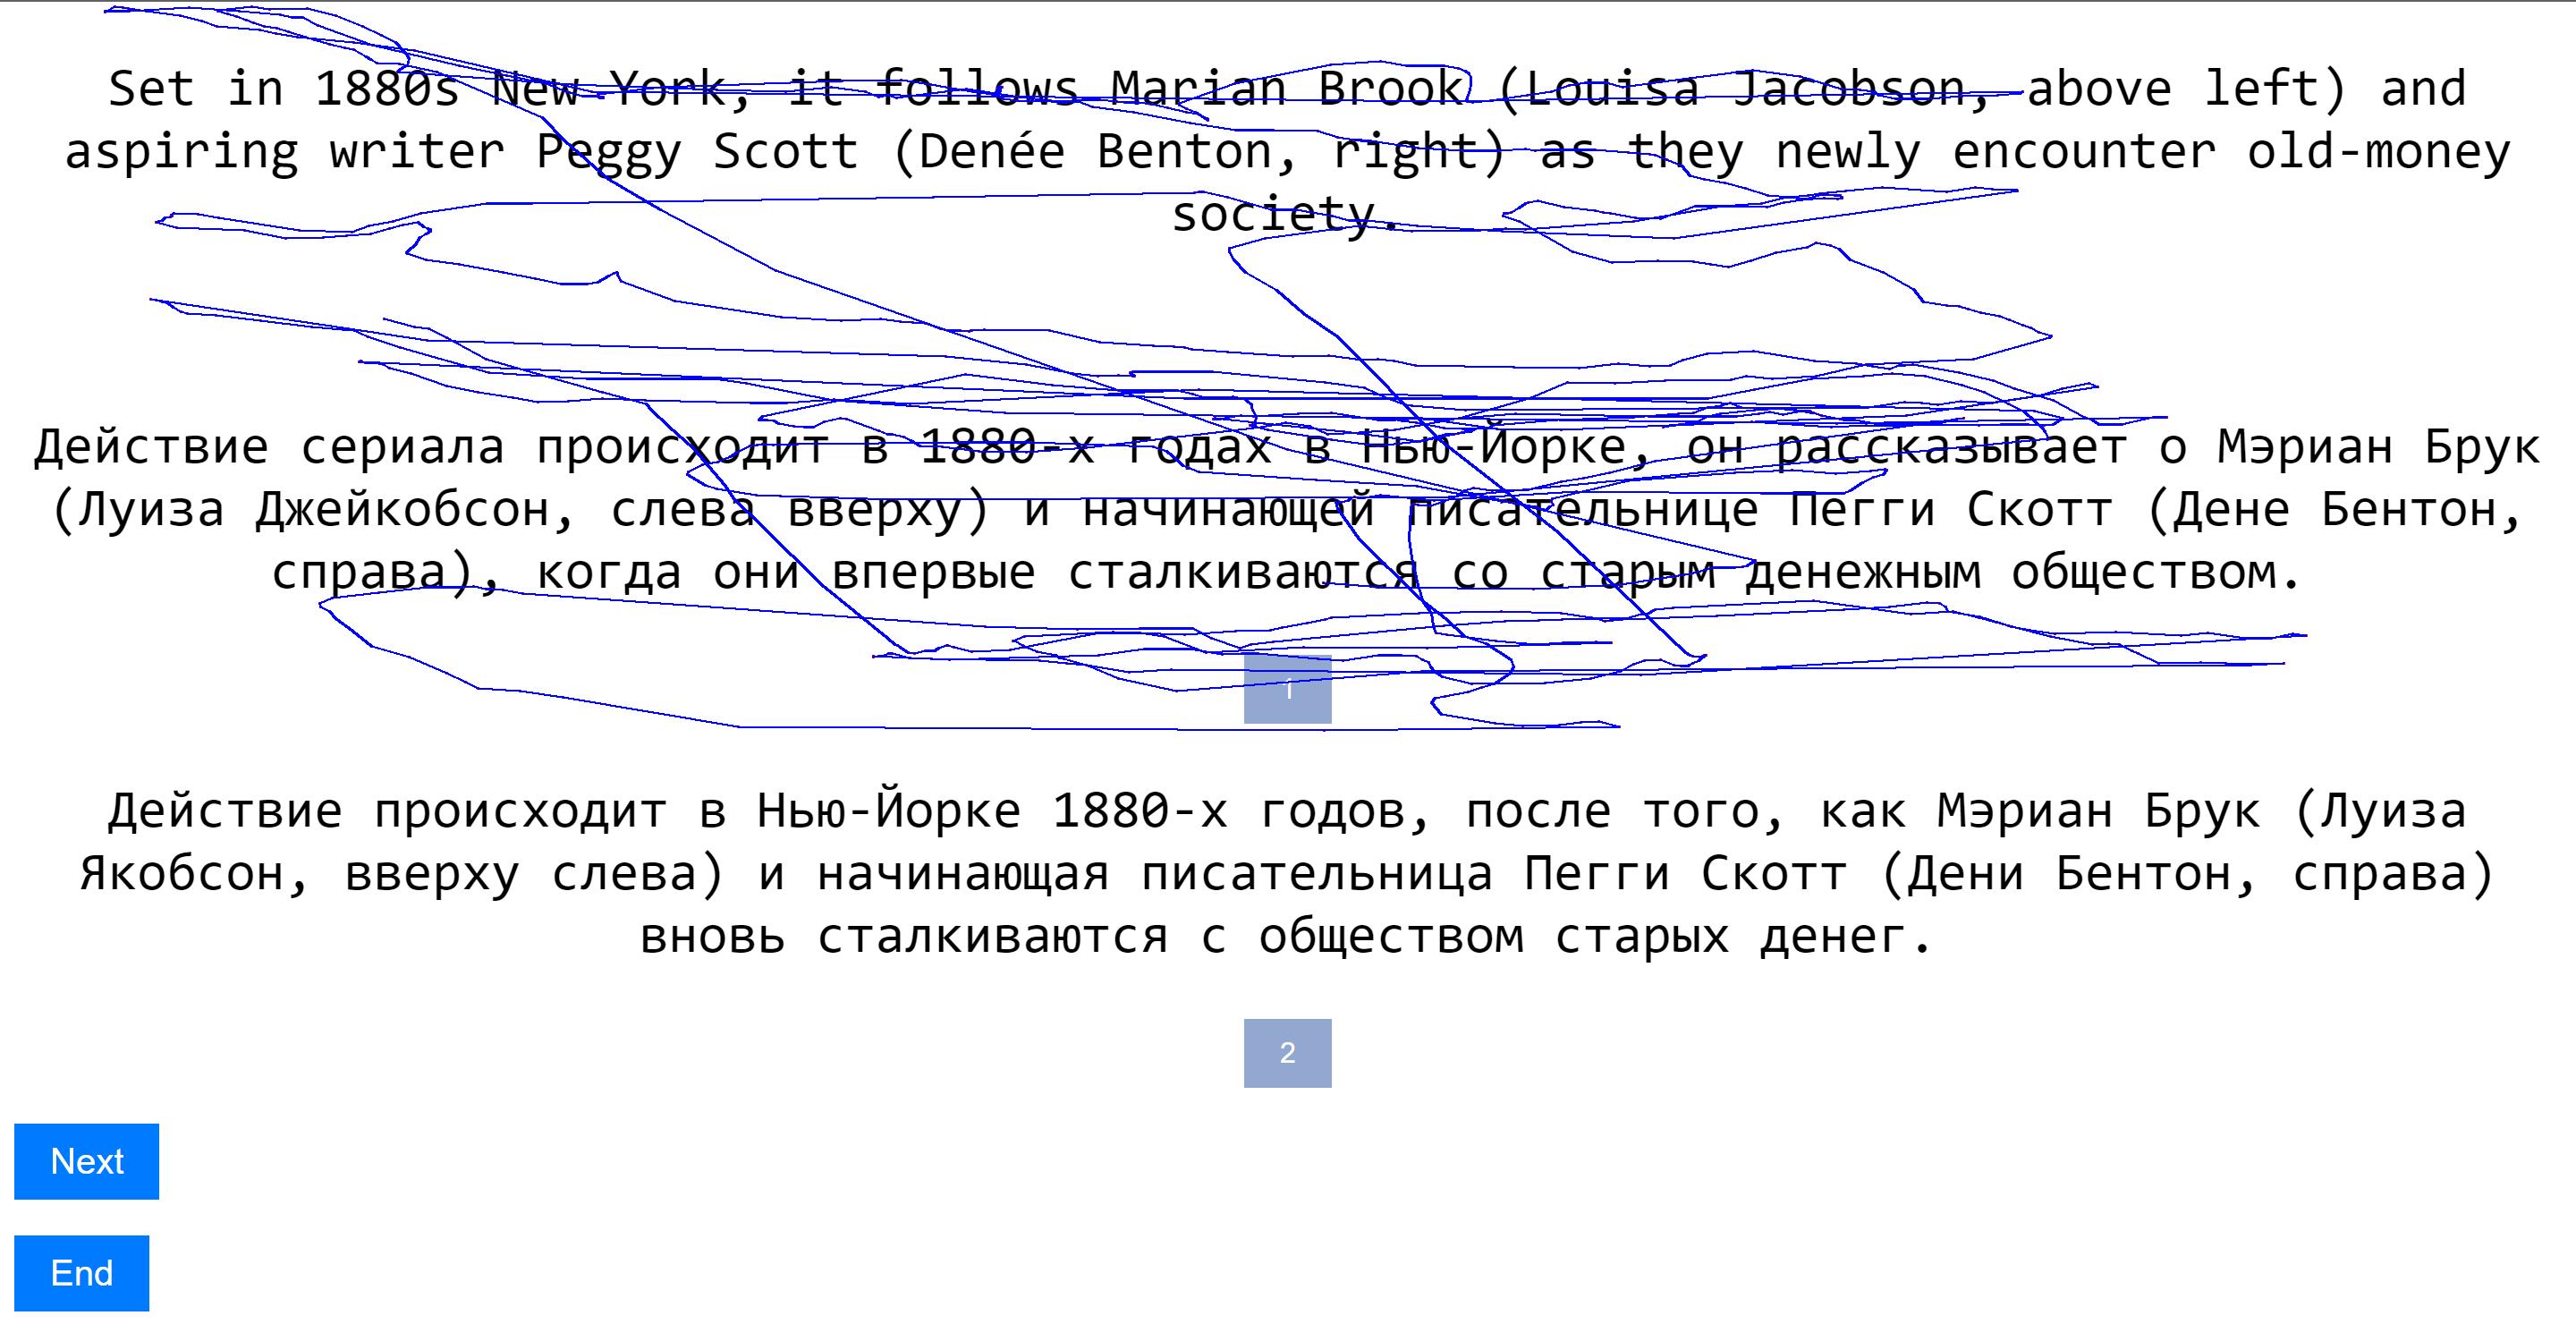 Set in 1880s New York, it follows Marian Brook (Louisa Jacobson, above left) and
aspiring writer Peggy Scott (Denée Benton, right) as they newly encounter old-money
society.
Действие сериала происходит в 1880-х годах в Нью-Йорке, он рассказывает о Мэриан Брук
(Луиза Джейкобсон, слева вверху) и начинающей писательнице Пегги Скотт (Дене Бентон,
справа), когда они впервые сталкиваются со старым денежным обществом.
1
Действие происходит в Нью-Йорке 1880-х годов, после того, как Мэриан Брук (Луиза
Якобсон, вверху слева) и начинающая писательница Пегги Скотт (Дени Бентон, справа)
вновь сталкиваются с обществом старых денег.
2
Next
End